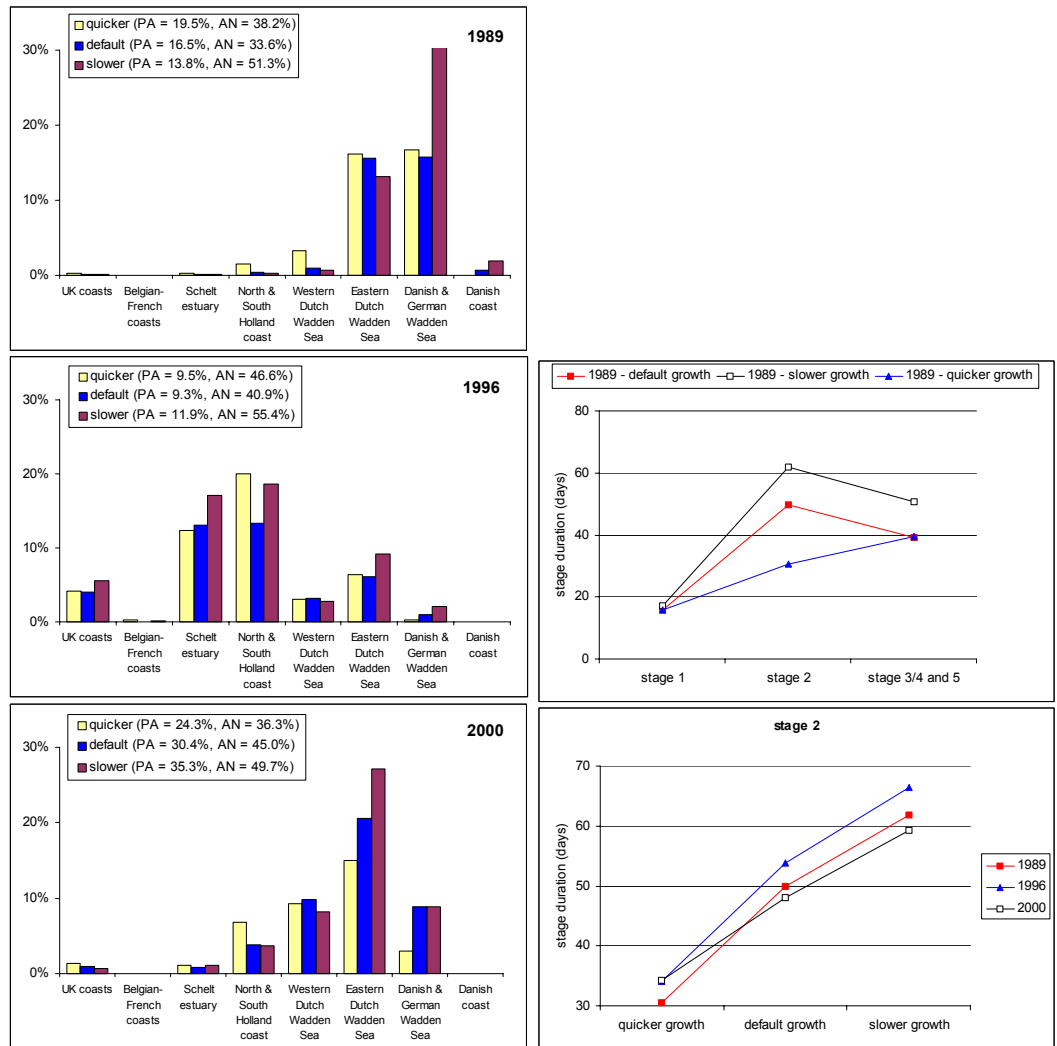 quicker (PA = 19.5%, AN = 38.2%)
default (PA = 16.5%, AN = 33.6%)
slower (PA = 13.8%, AN = 51.3%)
1989
30%
20%
10%
0%
UK coasts
Belgian-
French
coasts
Schelt
estuary
North &
South
Holland
coast
Western
Dutch
Wadden
Sea
Eastern
Dutch
Wadden
Sea
Danish &
German
Wadden
Sea
Danish
coast
quicker (PA = 9.5%, AN = 46.6%)
default (PA = 9.3%, AN = 40.9%)
slower (PA = 11.9%, AN = 55.4%)
1996
30%
20%
10%
0%
UK coasts
Belgian-
French
coasts
Schelt
estuary
North &
South
Holland
coast
Western
Dutch
Wadden
Sea
Eastern
Dutch
Wadden
Sea
Danish &
German
Wadden
Sea
Danish
coast
1989 - default growth
1989 - slower growth
1989 - quicker growth
stage duration (days)
80
60
40
20
0
stage 1
stage 2
stage 3/4 and 5
quicker (PA = 24.3%, AN = 36.3%)
default (PA = 30.4%, AN = 45.0%)
slower (PA = 35.3%, AN = 49.7%)
2000
30%
20%
10%
0%
UK coasts
Belgian-
French
coasts
Schelt
estuary
North &
South
Holland
coast
Western
Dutch
Wadden
Sea
Eastern
Dutch
Wadden
Sea
Danish &
German
Wadden
Sea
Danish
coast
stage 2
stage duration (days)
70
60
50
40
30
quicker growth
default growth
slower growth
1989
1996
2000